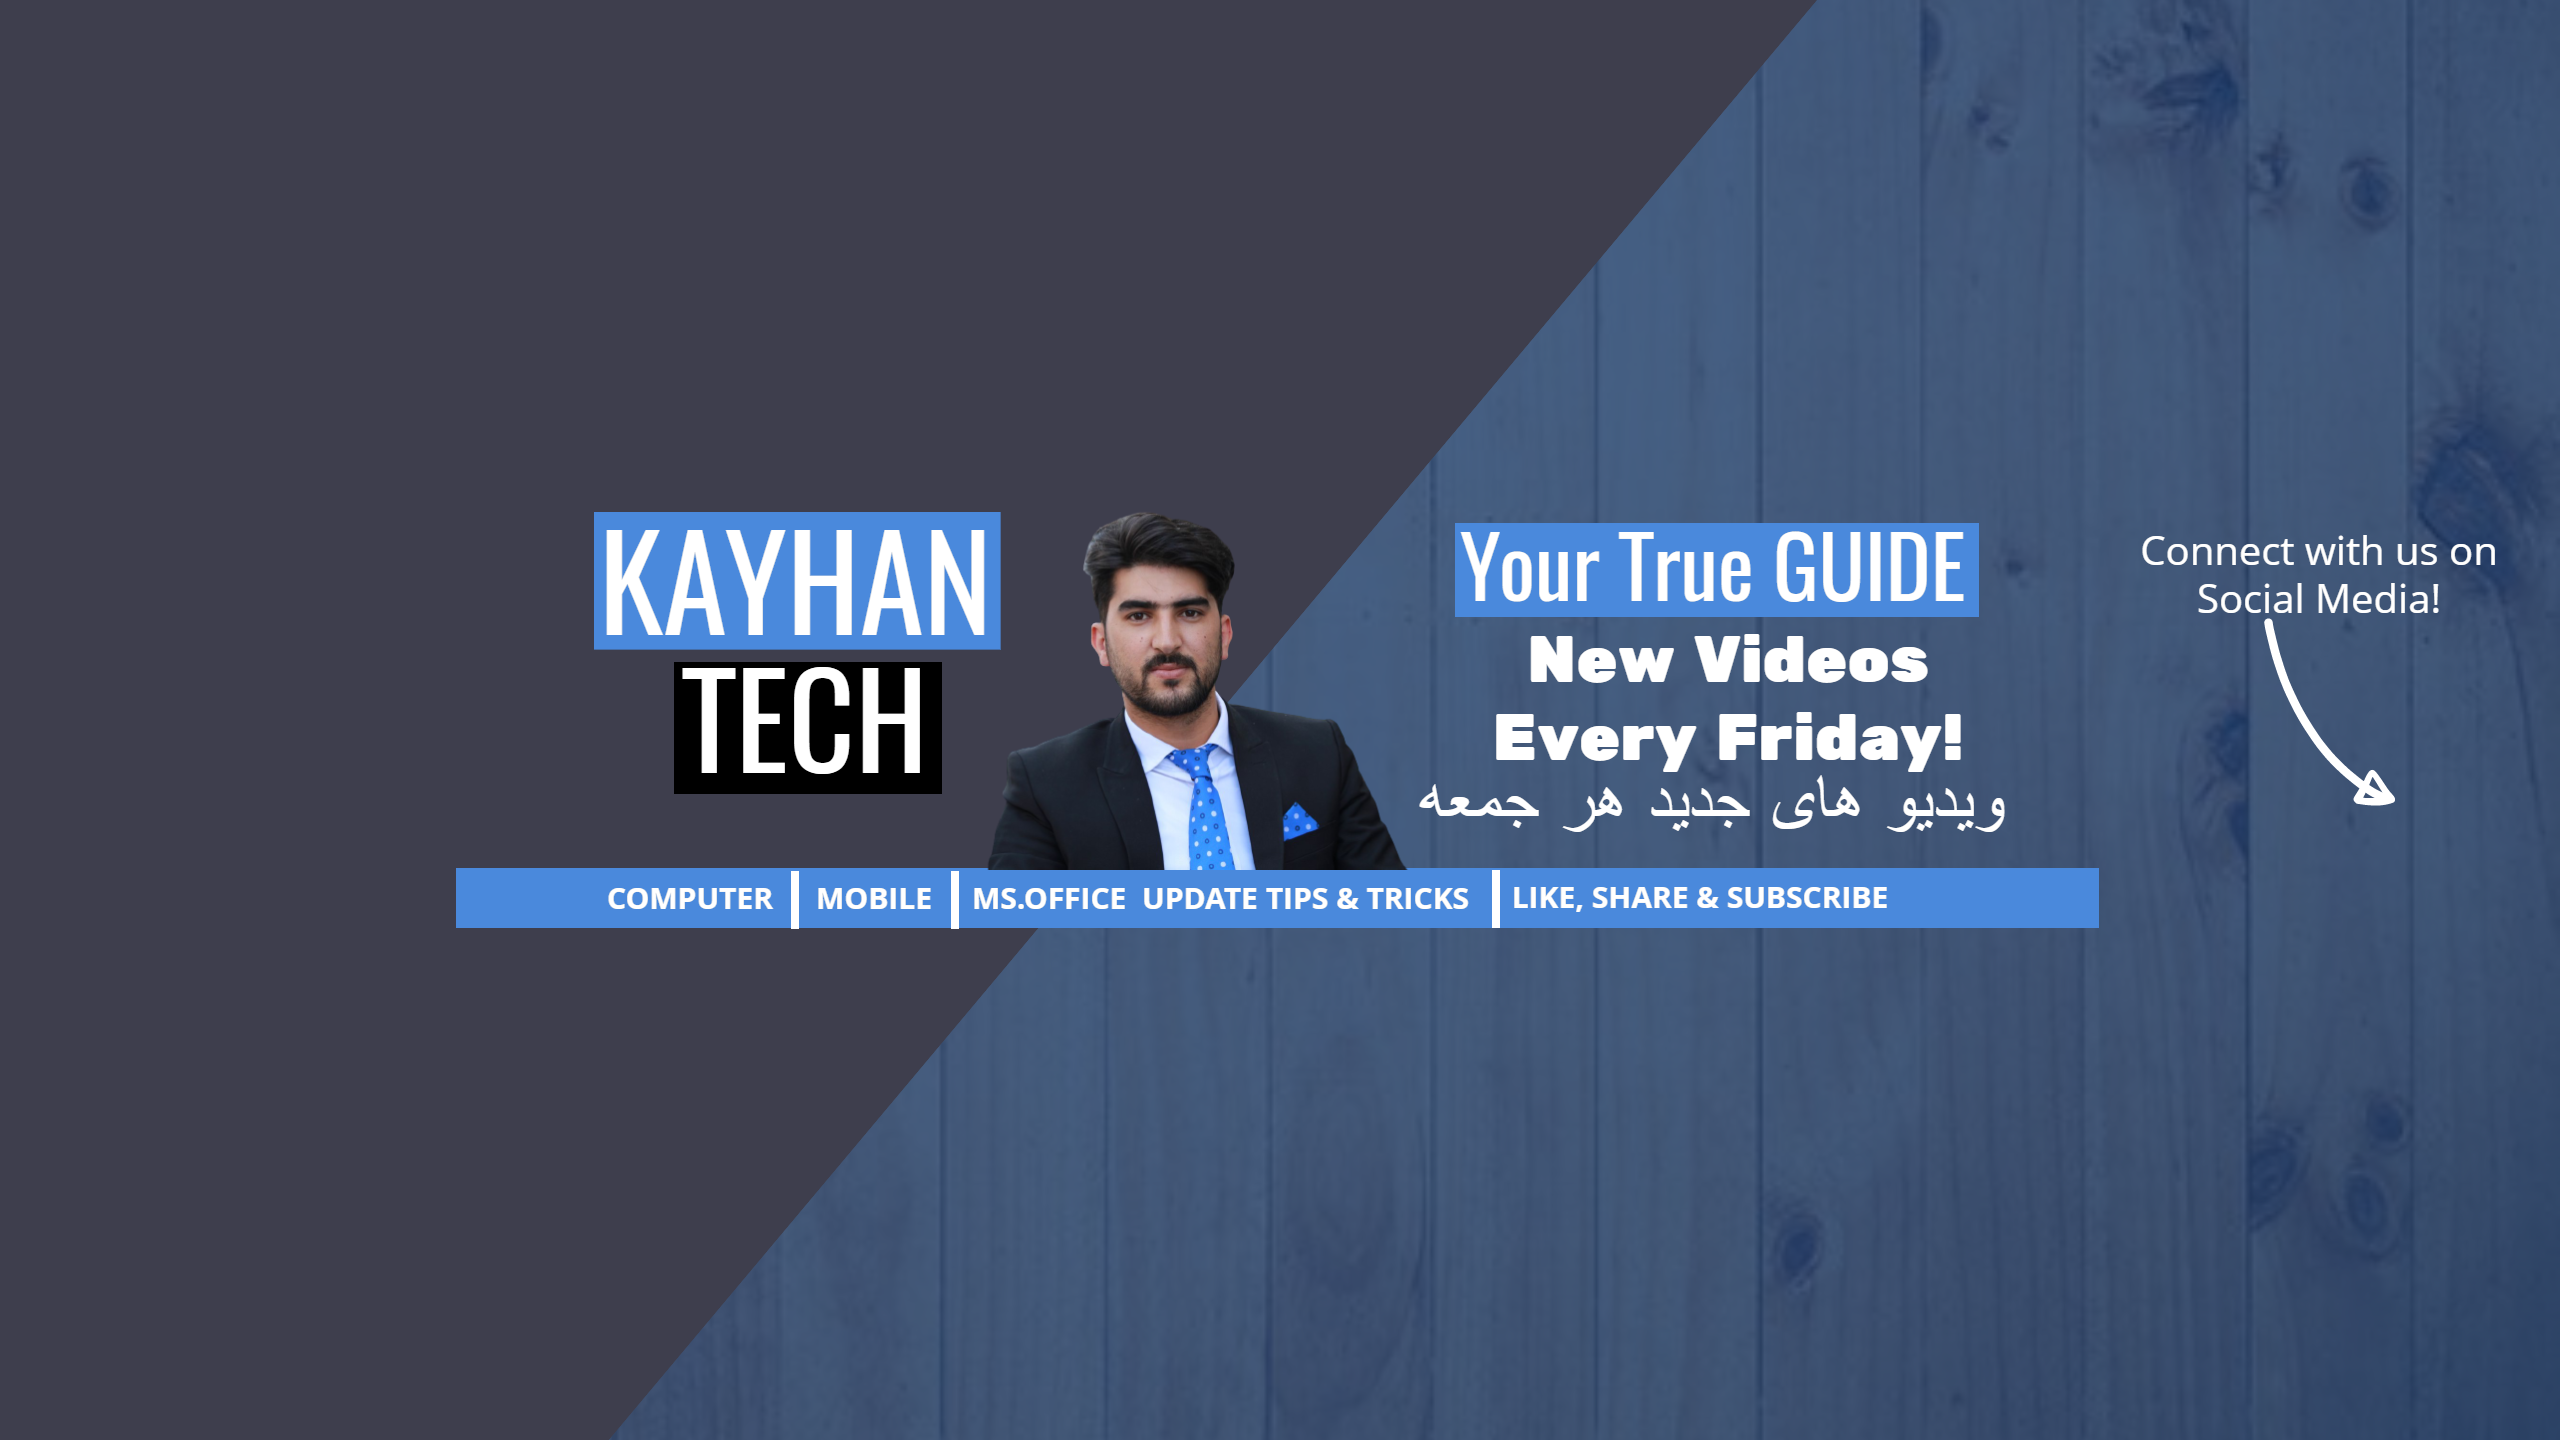 KAYHAN
TECH
Your True GUIDE
New Videos
Every Friday!
ویدیو های جدید هر جمعه
Connect with us on
Social Media!
COMPUTER MOBILE MS.OFFICE UPDATE TIPS & TRICKS LIKE, SHARE & SUBSCRIBE